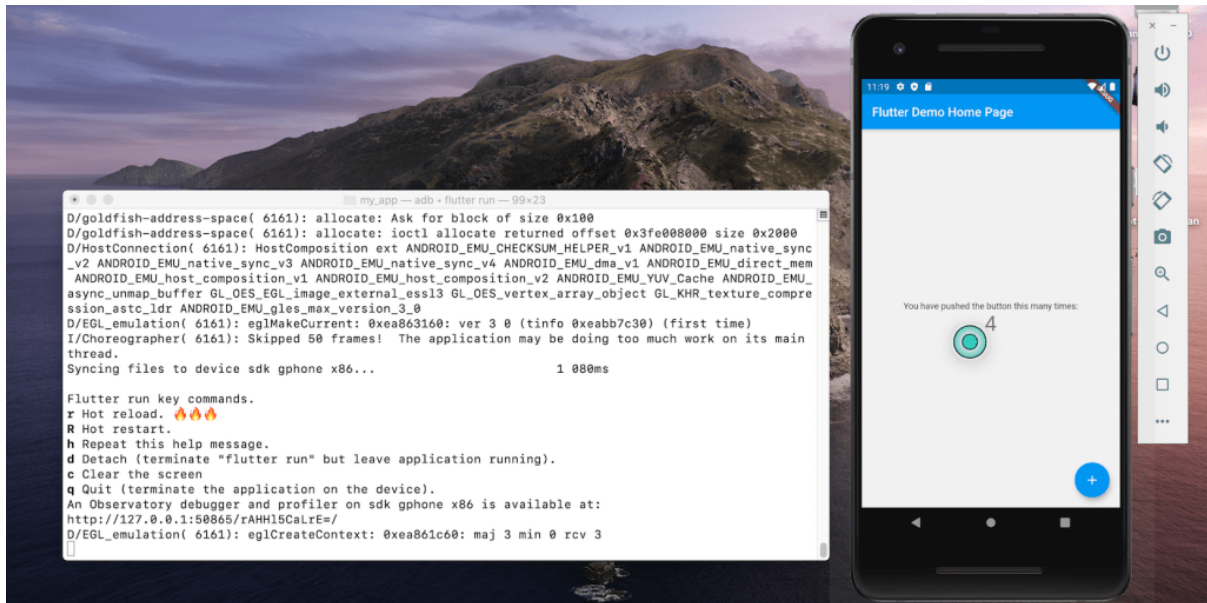 my_app — adb • flutter run — 99×23
D/goldfish-address-space( 6161): allocate: Ask for block of size 0x100
D/goldfish-address-space( 6161): allocate: ioctl allocate returned offset 0x3fe008000 size 0x2000
D/HostConnection( 6161): HostComposition ext ANDROID_EMU_CHECKSUM_HELPER_v1 ANDROID_EMU_native_sync
_v2 ANDROID_EMU_native_sync_v3 ANDROID_EMU_native_sync_v4 ANDROID_EMU_dma_v1 ANDROID_EMU_direct_mem
ANDROID_EMU_host_composition_v1 ANDROID_EMU_host_composition_v2 ANDROID_EMU_YUV_Cache ANDROID_EMU_
async_unmap_buffer GL_OES_EGL_image_external_essl3 GL_OES_vertex_array_object GL_KHR_texture_compre
ssion_astc_ldr ANDROID_EMU_gles_max_version_3_0
D/EGL_emulation( 6161): eglMakeCurrent: 0xea863160: ver 3 0 (tinfo 0xeabb7c30) (first time)
I/Choreographer( 6161): Skipped 50 frames!  The application may be doing too much work on its main
thread.
Syncing files to device sdk gphone x86...                          1 080ms
Flutter run key commands.
r Hot reload. 🔥🔥🔥
R Hot restart.
h Repeat this help message.
d Detach (terminate "flutter run" but leave application running).
c Clear the screen
q Quit (terminate the application on the device).
An Observatory debugger and profiler on sdk gphone x86 is available at:
http://127.0.0.1:50865/rAHHl5CaLrE=/
D/EGL_emulation( 6161): eglCreateContext: 0xea861c60: maj 3 min 0 rcv 3
11:19
DEBUG
Flutter Demo Home Page
You have pushed the button this many times:
4